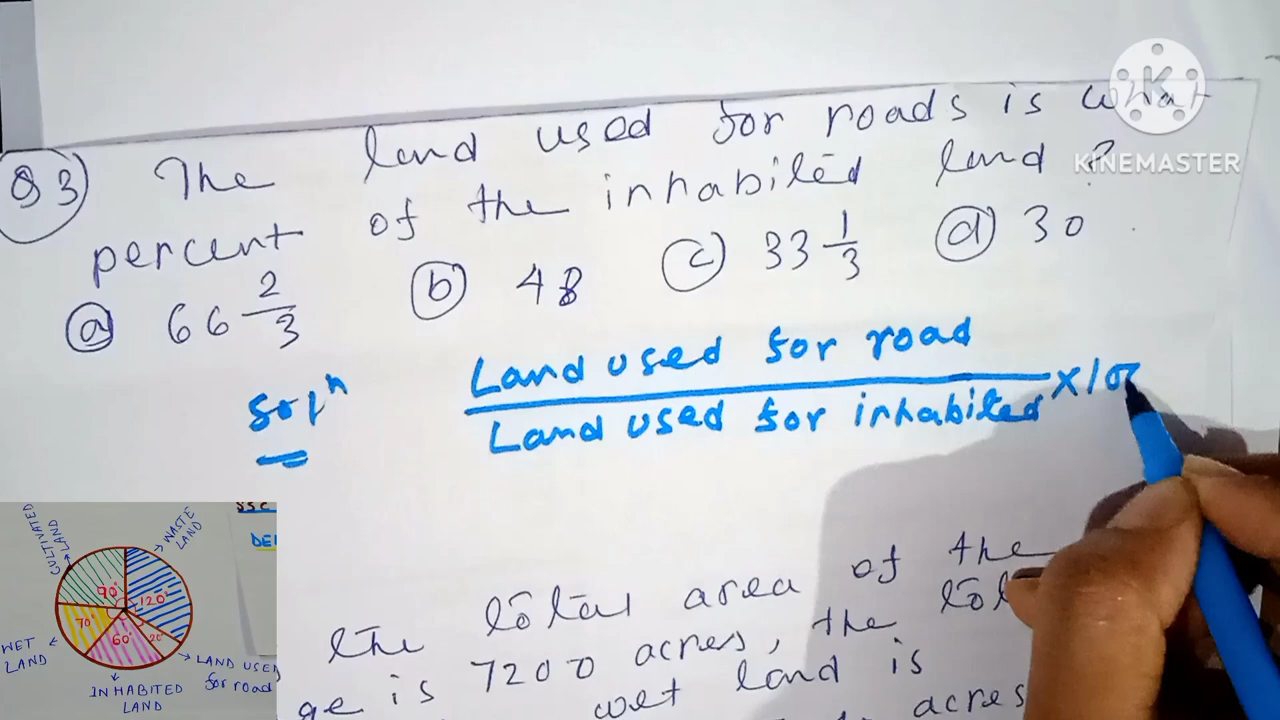 Q3) The land used for roads is what
percent of the inhabited land?
(a) 66 2/3 (b) 48 (c) 33 1/3 (d) 30
Solⁿ Land used for road
Land used for inhabited × 100
the total area of the
is 7200 acres, the
wet land is
acres
KINEMASTER
CULTIVATED
LAND
WASTE
LAND
90°
120°
70°
60°
20°
WET
LAND
LAND USED
for road
INHABITED
LAND
SSC